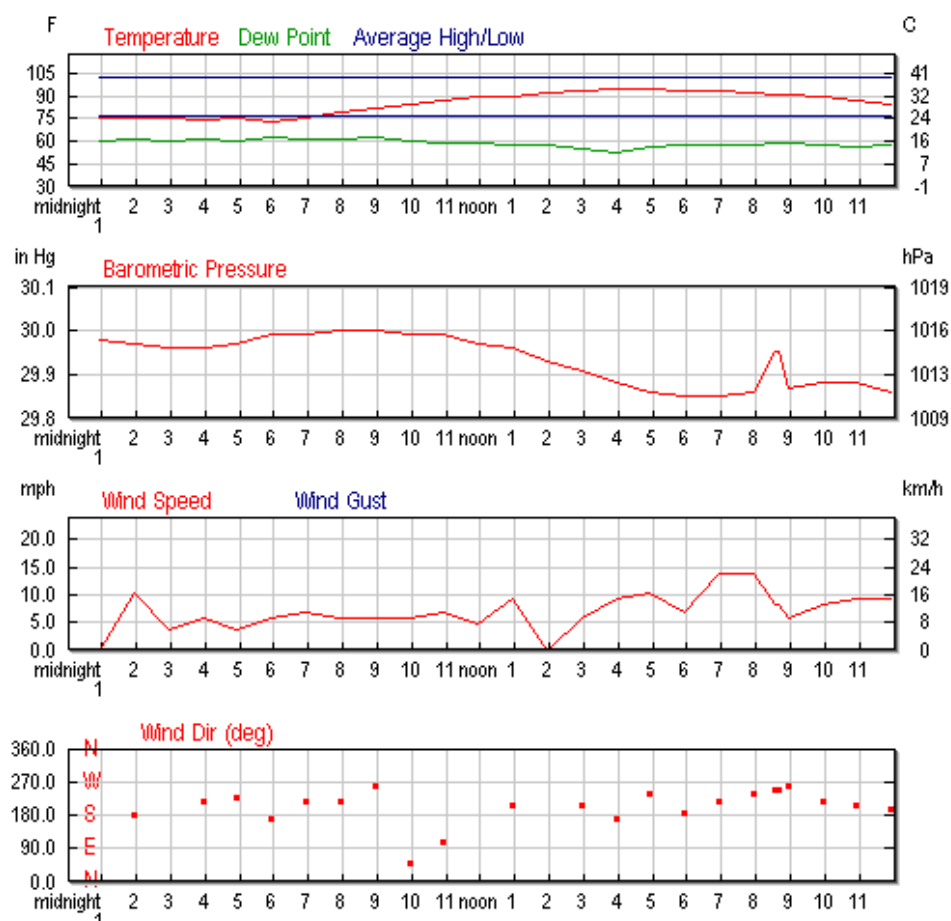 F C
Temperature Dew Point Average High/Low
105 41
90 32
75 24
60 16
45 7
30 -1
midnight 2 3 4 5 6 7 8 9 10 11 noon 1 2 3 4 5 6 7 8 9 10 11
1
in Hg hPa
Barometric Pressure
30.1 1019
30.0 1016
29.9 1013
29.8 1009
midnight 2 3 4 5 6 7 8 9 10 11 noon 1 2 3 4 5 6 7 8 9 10 11
1
mph km/h
Wind Speed Wind Gust
20.0 32
15.0 24
10.0 16
5.0 8
0.0 0
midnight 2 3 4 5 6 7 8 9 10 11 noon 1 2 3 4 5 6 7 8 9 10 11
1
Wind Dir (deg)
360.0 N
270.0 W
180.0 S
90.0 E
0.0 N
midnight 2 3 4 5 6 7 8 9 10 11 noon 1 2 3 4 5 6 7 8 9 10 11
1